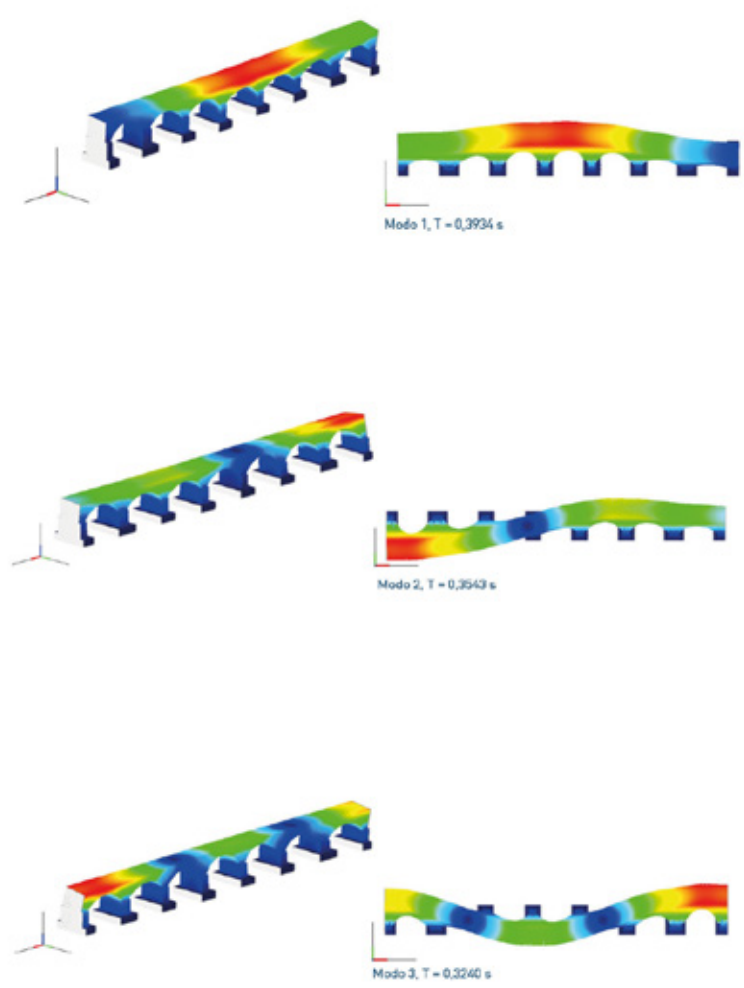 Modo 1, T = 0,3934 s
Modo 2, T = 0,3543 s
Modo 3, T = 0,3240 s